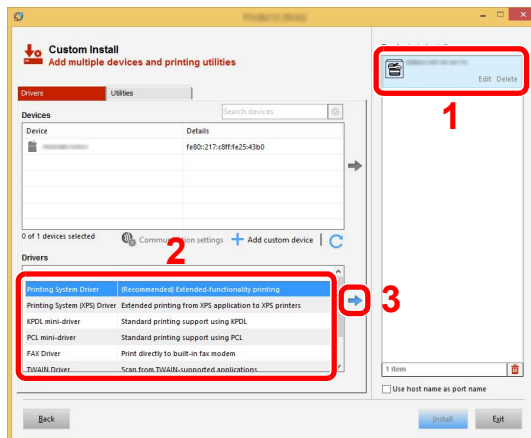 Custom Install
Add multiple devices and printing utilities
Drivers Utilities
Devices
Search devices
Device Details
fe80::217:c8ff:fe25:43b0
0 of 1 devices selected
Communication settings
Add custom device
Drivers
Printing System Driver (Recommended) Extended-functionality printing
Printing System (XPS) Driver Extended printing from XPS application to XPS printers
KPDL mini-driver Standard printing support using KPDL
PCL mini-driver Standard printing support using PCL
FAX Driver Print directly to built-in fax modem
TWAIN Driver Scan from TWAIN-supported applications
Edit Delete
1
2
3
1 item
Use host name as port name
Back
Install
Exit